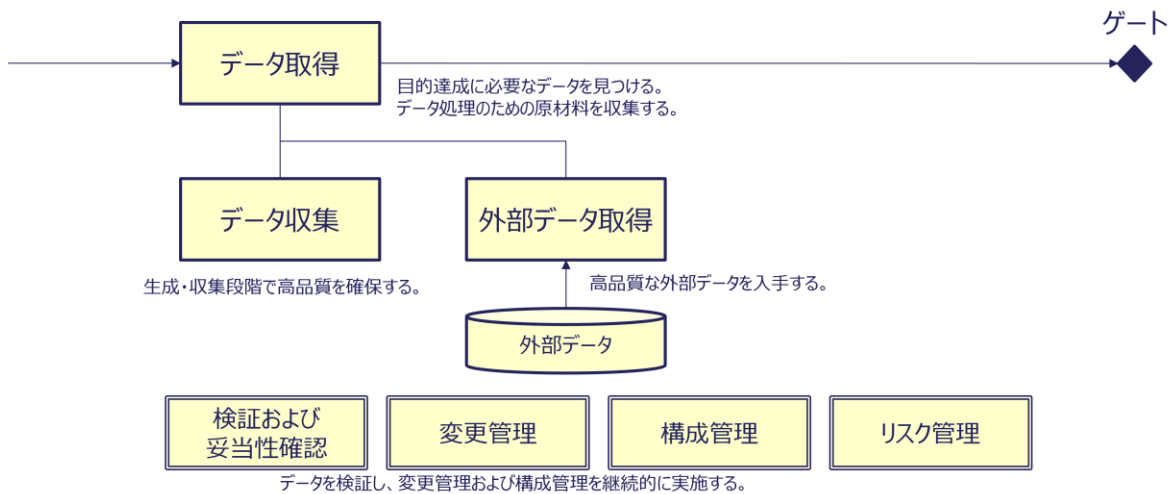 ゲート
データ取得
目的達成に必要なデータを見つける。
データ処理のための原材料を収集する。
データ収集
外部データ取得
生成・収集段階で高品質を確保する。
高品質な外部データを入手する。
外部データ
検証および
妥当性確認
変更管理
構成管理
リスク管理
データを検証し、変更管理および構成管理を継続的に実施する。